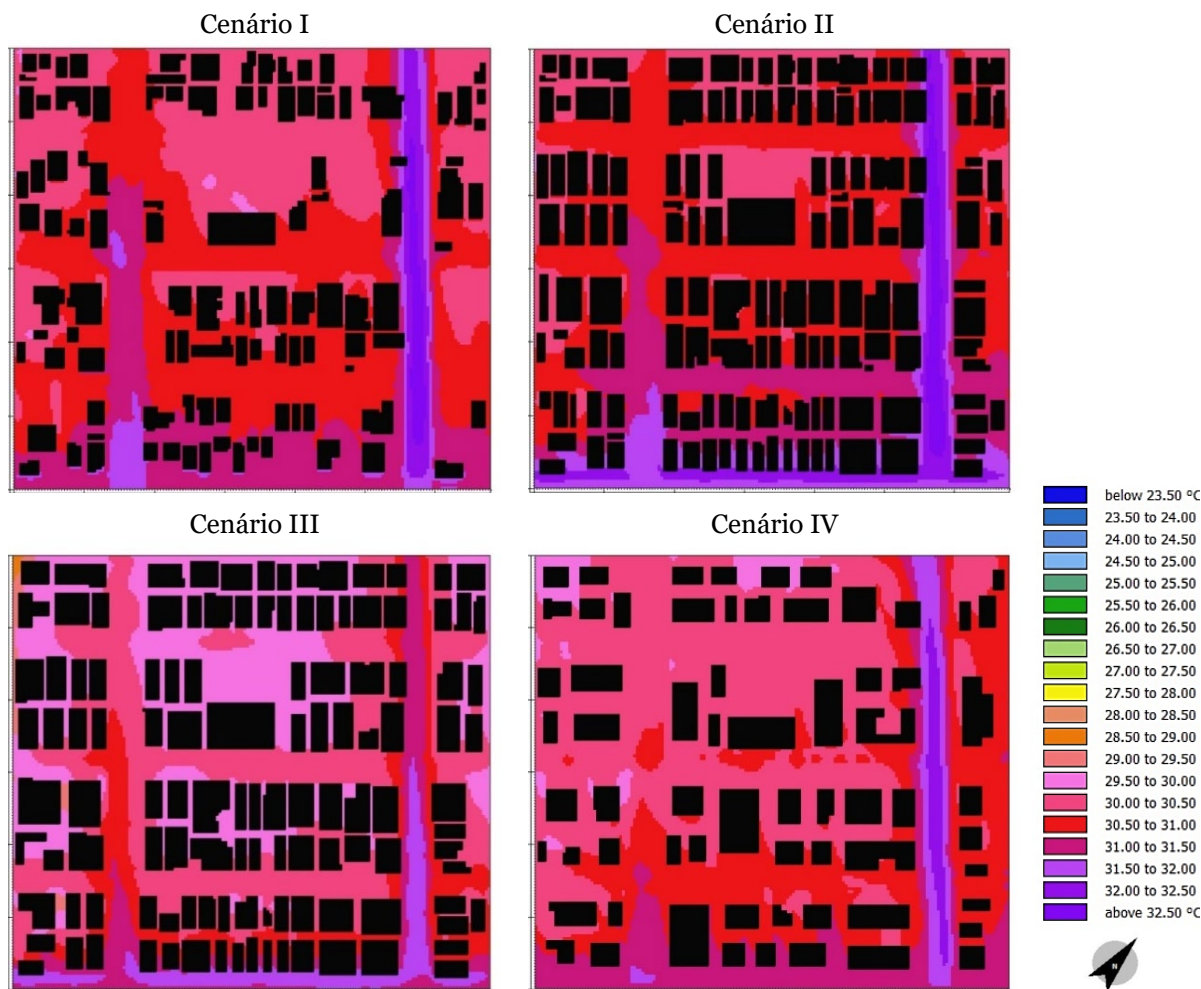 Cenário I
Cenário II
Cenário III
Cenário IV
below 23.50 ºC
23.50 to 24.00
24.00 to 24.50
24.50 to 25.00
25.00 to 25.50
25.50 to 26.00
26.00 to 26.50
26.50 to 27.00
27.00 to 27.50
27.50 to 28.00
28.00 to 28.50
28.50 to 29.00
29.00 to 29.50
29.50 to 30.00
30.00 to 30.50
30.50 to 31.00
31.00 to 31.50
31.50 to 32.00
32.00 to 32.50
above 32.50 ºC
N